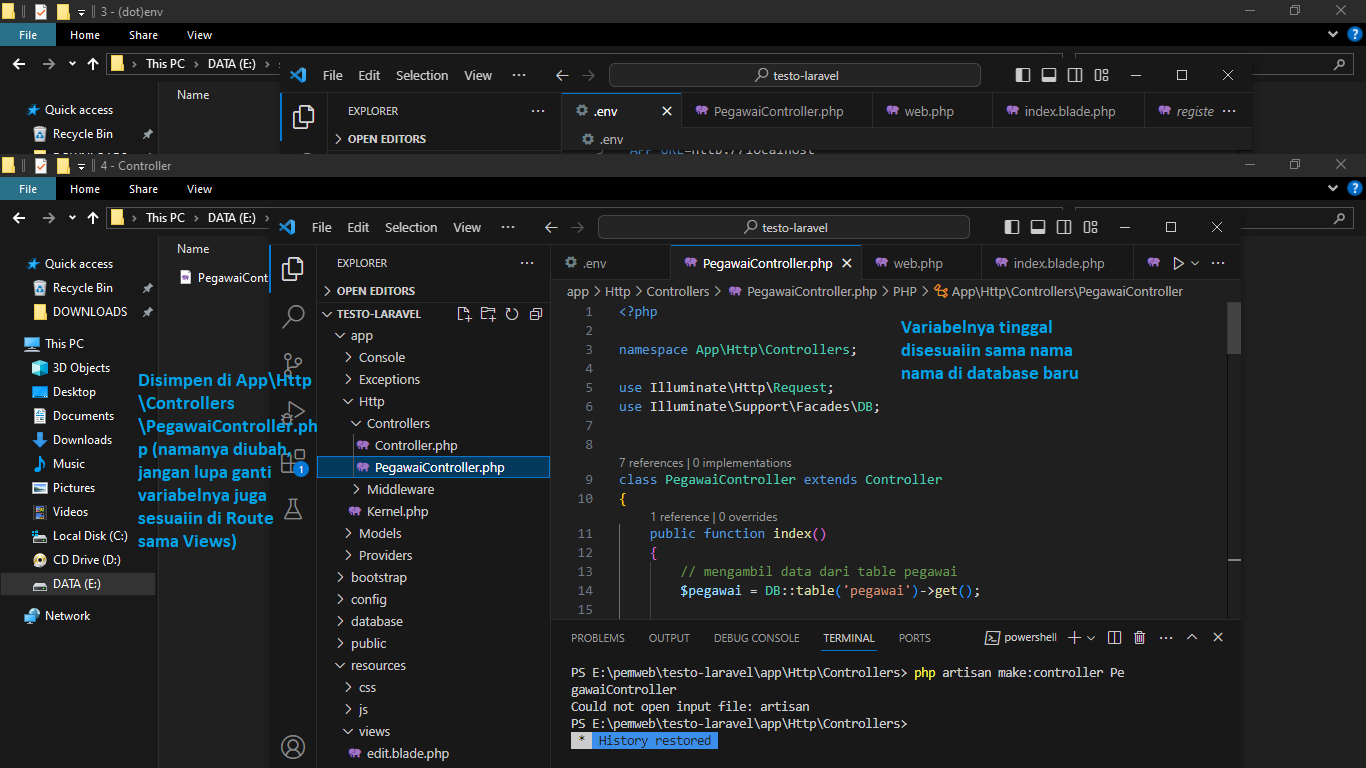 3 - (dot)env
File Home Share View
This PC DATA (E:)
Name
Quick access
Recycle Bin
File Edit Selection View ··· testo-laravel
EXPLORER ···
OPEN EDITORS
.env PegawaiController.php web.php index.blade.php registe ···
.env
4 - Controller
File Home Share View
This PC DATA (E:)
Name
PegawaiCont
Quick access
Recycle Bin
DOWNLOADS
This PC
3D Objects
Desktop
Documents
Downloads
Music
Pictures
Videos
Local Disk (C:)
CD Drive (D:)
DATA (E:)
Network
Disimpen di App\Http
\Controllers
\PegawaiController.ph
p (namanya diubah,
jangan lupa ganti
variabelnya juga
sesuaiin di Route
sama Views)
File Edit Selection View ··· testo-laravel
1
EXPLORER ···
OPEN EDITORS
TESTO-LARAVEL
app
Console
Exceptions
Http
Controllers
Controller.php
PegawaiController.php
Middleware
Kernel.php
Models
Providers
bootstrap
config
database
public
resources
css
js
views
edit.blade.php
.env PegawaiController.php web.php index.blade.php ···
app > Http > Controllers > PegawaiController.php > PHP > App\Http\Controllers\PegawaiController
1 <?php
2
3 namespace App\Http\Controllers;
4
5 use Illuminate\Http\Request;
6 use Illuminate\Support\Facades\DB;
7
8
7 references | 0 implementations
9 class PegawaiController extends Controller
10 {
1 reference | 0 overrides
11 public function index()
12 {
13 // mengambil data dari table pegawai
14 $pegawai = DB::table('pegawai')->get();
15
Variabelnya tinggal
disesuaiin sama nama
nama di database baru
PROBLEMS OUTPUT DEBUG CONSOLE TERMINAL PORTS powershell ···
PS E:\pemweb\testo-laravel\app\Http\Controllers> php artisan make:controller Pe
gawaiController
Could not open input file: artisan
PS E:\pemweb\testo-laravel\app\Http\Controllers>
* History restored